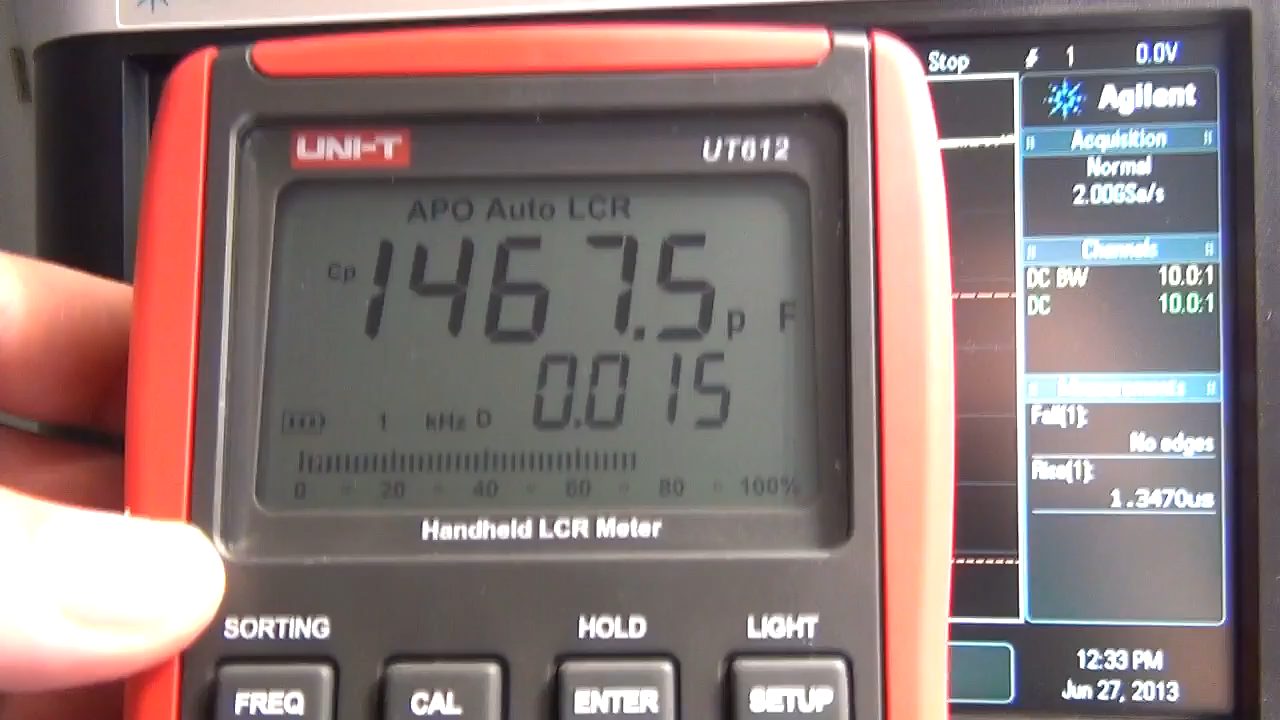 UNI-T
UT612
APO Auto LCR
Cp 1467.5 p F
1 kHz D 0.015
0 20 40 60 80 100%
Handheld LCR Meter
SORTING HOLD LIGHT
FREQ CAL ENTER SETUP
Stop 1 0.0V
Agilent
Acquisition
Normal
2.00GSa/s
Channels
DC BW 10.0:1
DC 10.0:1
Measurements
Fall(1):
No edges
Rise(1):
1.3470us
12:33 PM
Jun 27, 2013